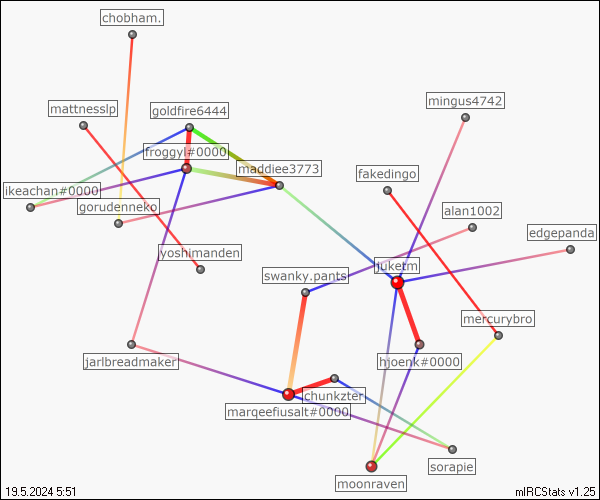 chobham.
mingus4742
mattnesslp
goldfire6444
froggyl#0000
maddiee3773
fakedingo
ikeachan#0000
gorudenneko
alan1002
edgepanda
yoshimanden
swanky.pants
juketm
mercurybro
jarlbreadmaker
hjoenk#0000
chunkzter
marqeefiusalt#0000
sorapie
moonraven
19.5.2024 5:51
mIRCStats v1.25